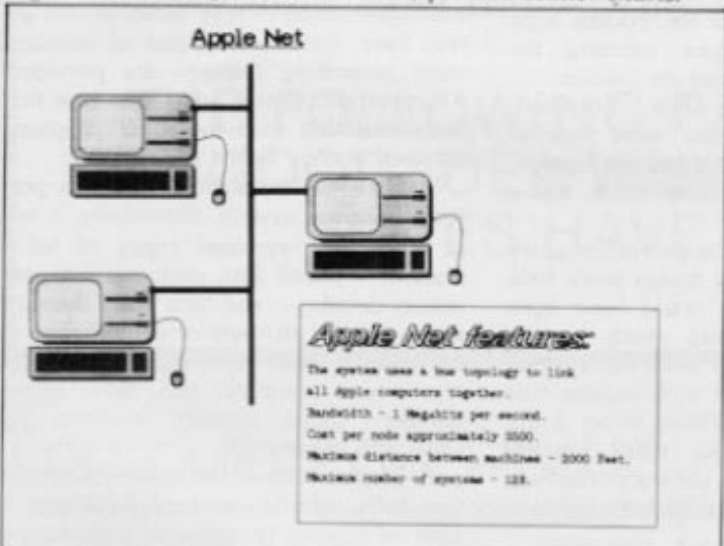 Apple Net
Apple Net features:
The system uses a bus topology to link
all Apple computers together.
Bandwidth - 1 Megabits per second.
Cost per node approximately $500.
Maximum distance between machines - 2000 Feet.
Maximum number of systems - 128.